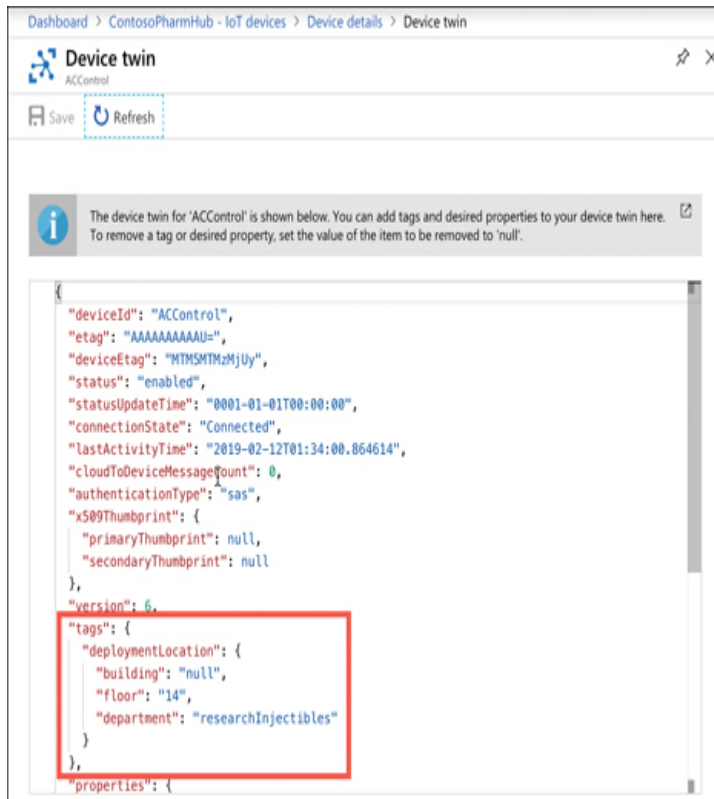 Dashboard > ContosoPharmHub - IoT devices > Device details > Device twin
Device twin
ACControl
Save Refresh
The device twin for 'ACControl' is shown below. You can add tags and desired properties to your device twin here.
To remove a tag or desired property, set the value of the item to be removed to 'null'.
{
"deviceId": "ACControl",
"etag": "AAAAAAAAAAU=",
"deviceEtag": "MTM5MTMzMjUy",
"status": "enabled",
"statusUpdateTime": "0001-01-01T00:00:00",
"connectionState": "Connected",
"lastActivityTime": "2019-02-12T01:34:00.864614",
"cloudToDeviceMessageCount": 0,
"authenticationType": "sas",
"x509Thumbprint": {
"primaryThumbprint": null,
"secondaryThumbprint": null
},
"version": 6,
"tags": {
"deploymentLocation": {
"building": "null",
"floor": "14",
"department": "researchInjectibles"
}
},
"properties": {